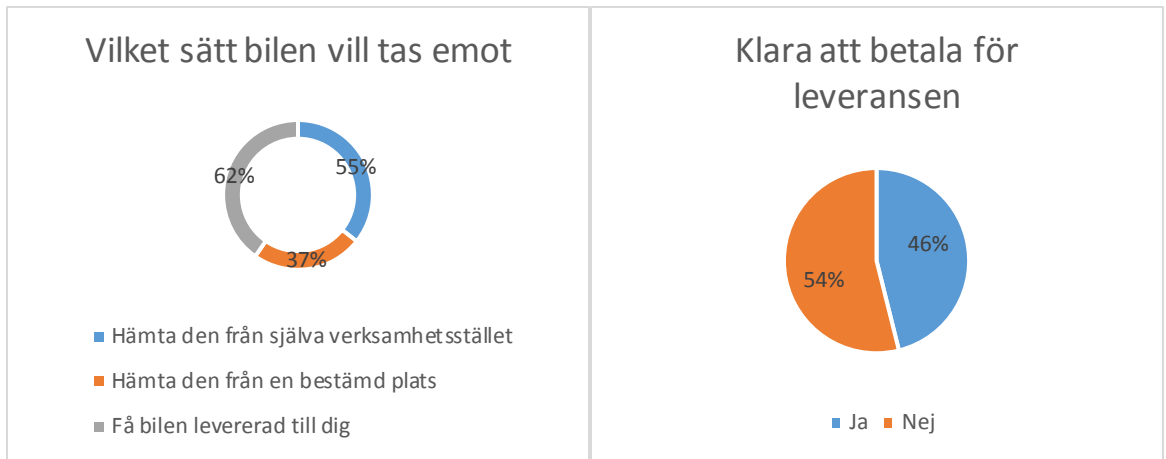 Vilket sätt bilen vill tas emot
62%
55%
37%
Hämta den från själva verksamhetsstället
Hämta den från en bestämd plats
Få bilen levererad till dig
Klara att betala för
leveransen
46%
54%
Ja Nej